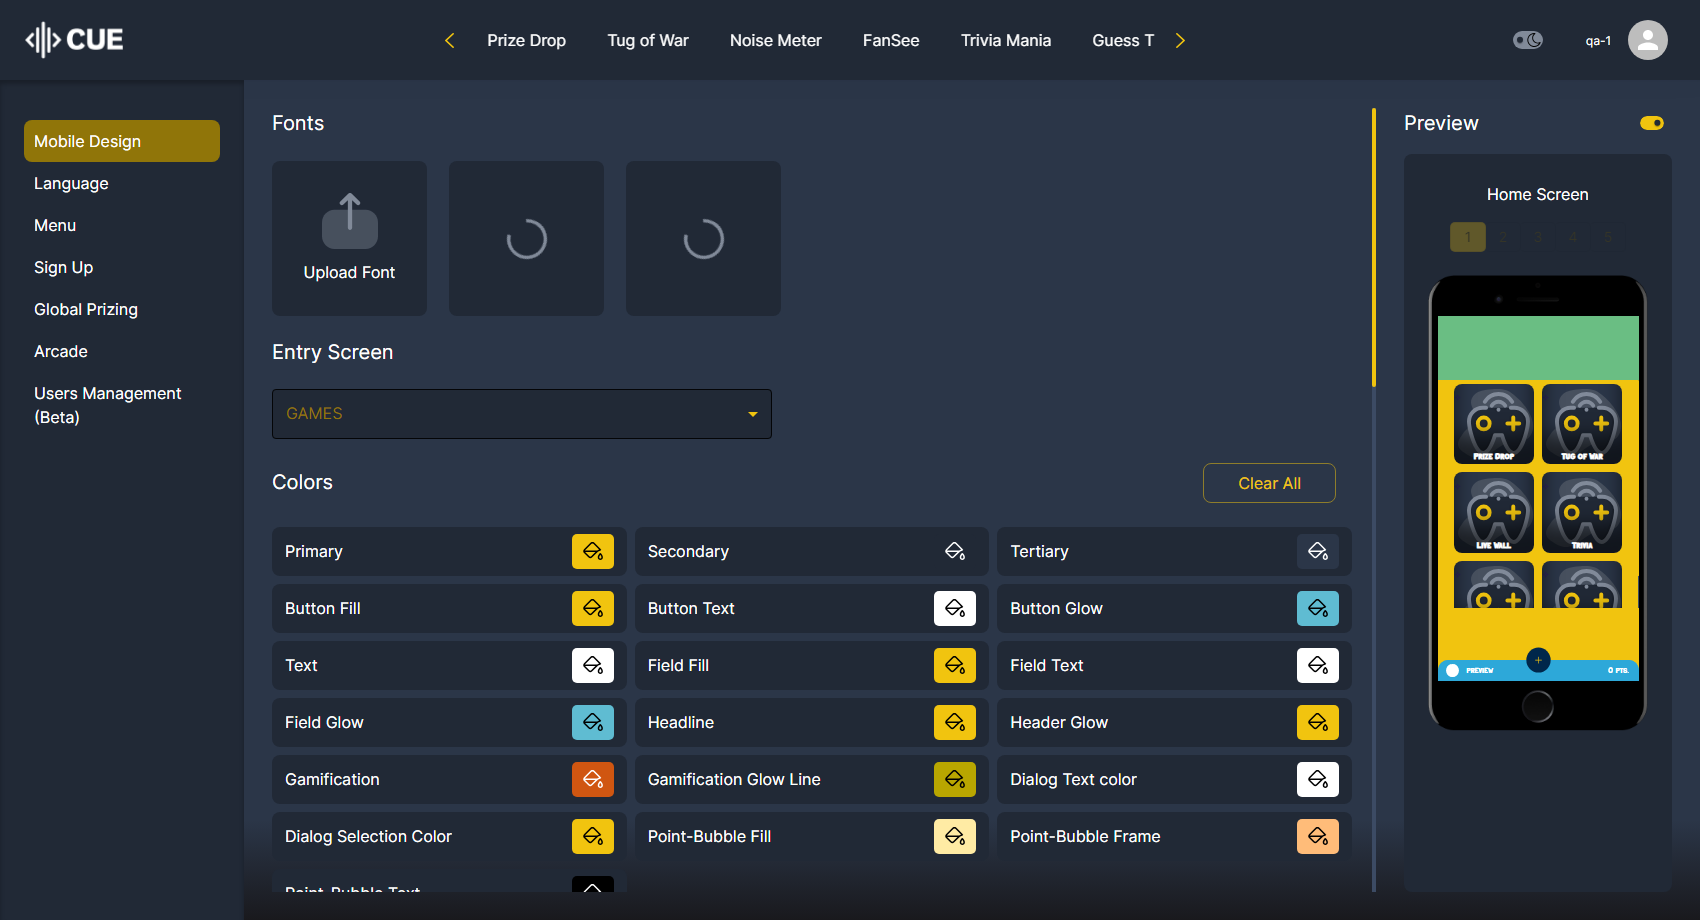 CUE
Prize Drop
Tug of War
Noise Meter
FanSee
Trivia Mania
Guess T
qa-1
Mobile Design
Language
Menu
Sign Up
Global Prizing
Arcade
Users Management
(Beta)
Fonts
Upload Font
Entry Screen
GAMES
Colors
Clear All
Primary
Secondary
Tertiary
Button Fill
Button Text
Button Glow
Text
Field Fill
Field Text
Field Glow
Headline
Header Glow
Gamification
Gamification Glow Line
Dialog Text color
Dialog Selection Color
Point-Bubble Fill
Point-Bubble Frame
Point-Bubble Text
Preview
Home Screen
1 2 3 4 5
PRIZE DROP
TUG OF WAR
LIVE WALL
TRIVIA
PREVIEW
0 PTS.